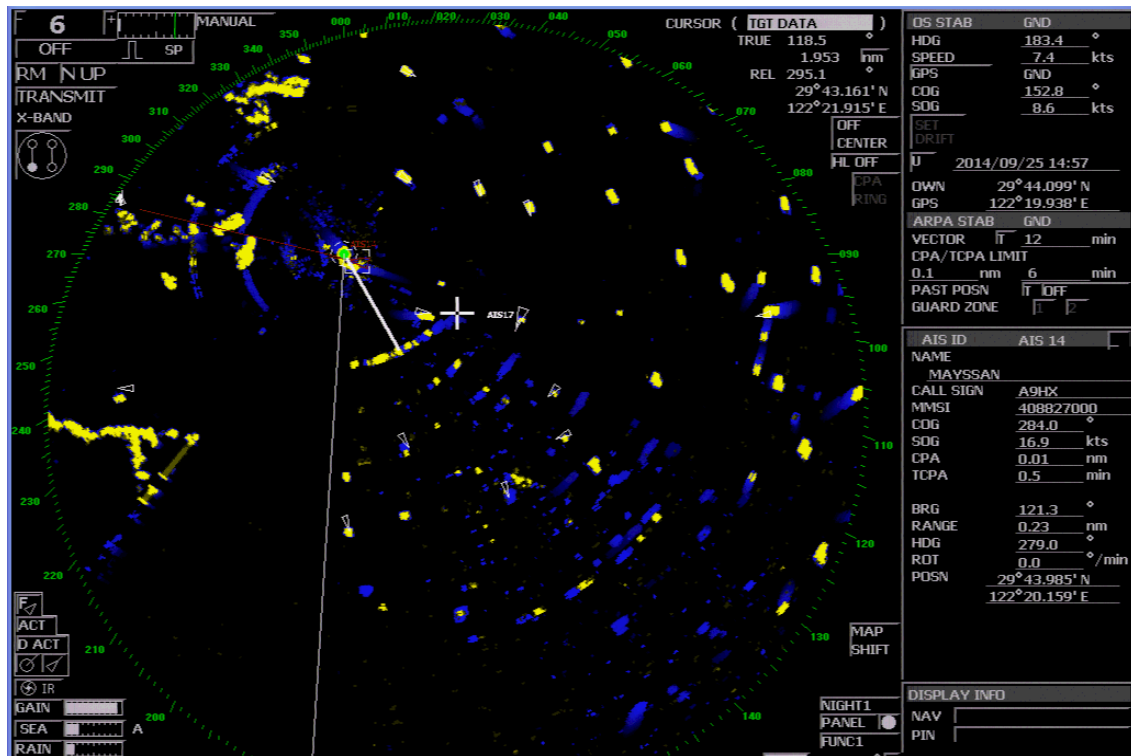 6
MANUAL
OFF
SP
RM N UP
TRANSMIT
X-BAND
CURSOR ( TGT DATA )
TRUE 118.5 °
1.953 nm
REL 295.1 °
29°43.161'N
122°21.915'E
OFF
CENTER
HL OFF
CPA
RING
000
010
020
030
050
060
070
080
090
100
110
120
130
140
200
210
220
230
240
250
260
270
280
290
300
310
320
330
340
350
AIS17
F
ACT
D ACT
IR
GAIN
SEA A
RAIN
MAP
SHIFT
NIGHT1
PANEL
FUNC1
OS STAB GND
HDG 183.4 °
SPEED 7.4 kts
GPS GND
COG 152.8 °
SOG 8.6 kts
SET
DRIFT
U 2014/09/25 14:57
OWN 29°44.099'N
GPS 122°19.938'E
ARPA STAB GND
VECTOR T 12 min
CPA/TCPA LIMIT
0.1 nm 6 min
PAST POSN T OFF
GUARD ZONE 1 2
AIS ID AIS 14
NAME
MAYSSAN
CALL SIGN A9HX
MMSI 408827000
COG 284.0 °
SOG 16.9 kts
CPA 0.01 nm
TCPA 0.5 min
BRG 121.3 °
RANGE 0.23 nm
HDG 279.0 °
ROT 0.0 °/min
POSN 29°43.985'N
122°20.159'E
DISPLAY INFO
NAV
PIN